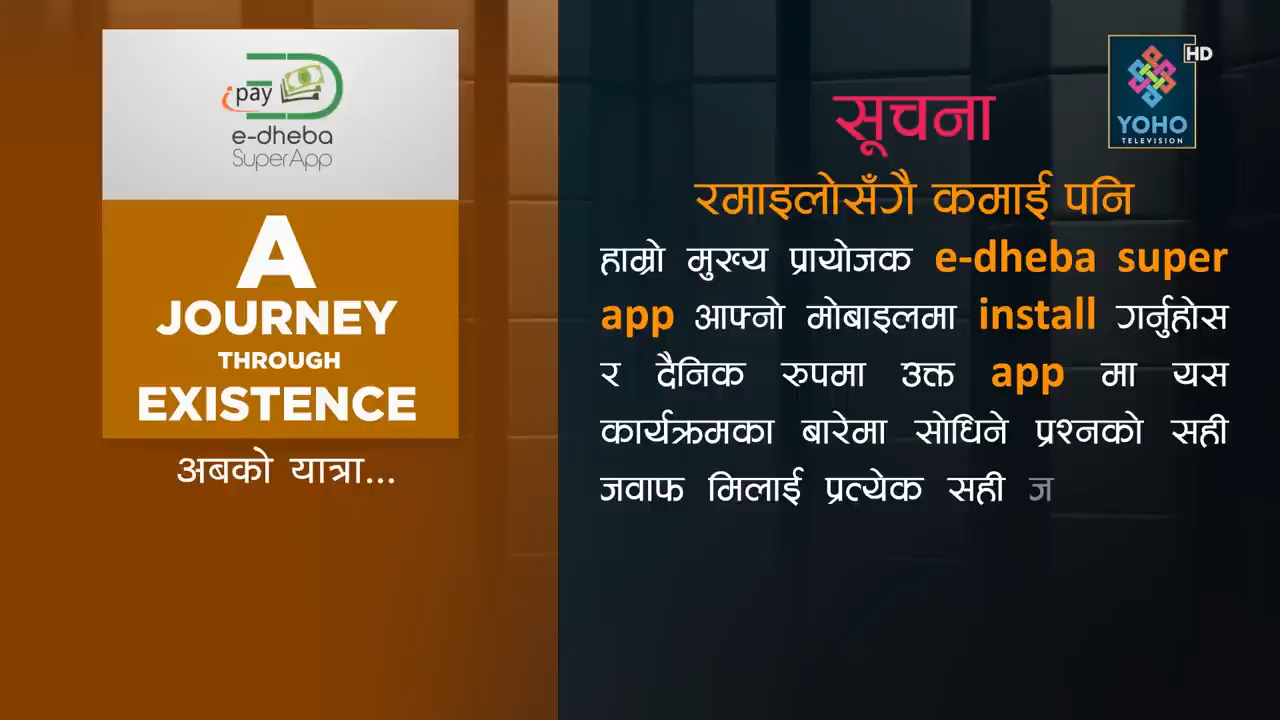 i pay
e-dheba
SuperApp
A
JOURNEY
THROUGH
EXISTENCE
अबको यात्रा...
HD
YOHO
TELEVISION
सूचना
रमाइलोसँगै कमाई पनि
हाम्रो मुख्य प्रायोजक e-dheba super
app आफ्नो मोबाइलमा install गर्नुहोस
र दैनिक रुपमा उक्त app मा यस
कार्यक्रमका बारेमा सोधिने प्रश्नको सही
जवाफ मिलाई प्रत्येक सही ज